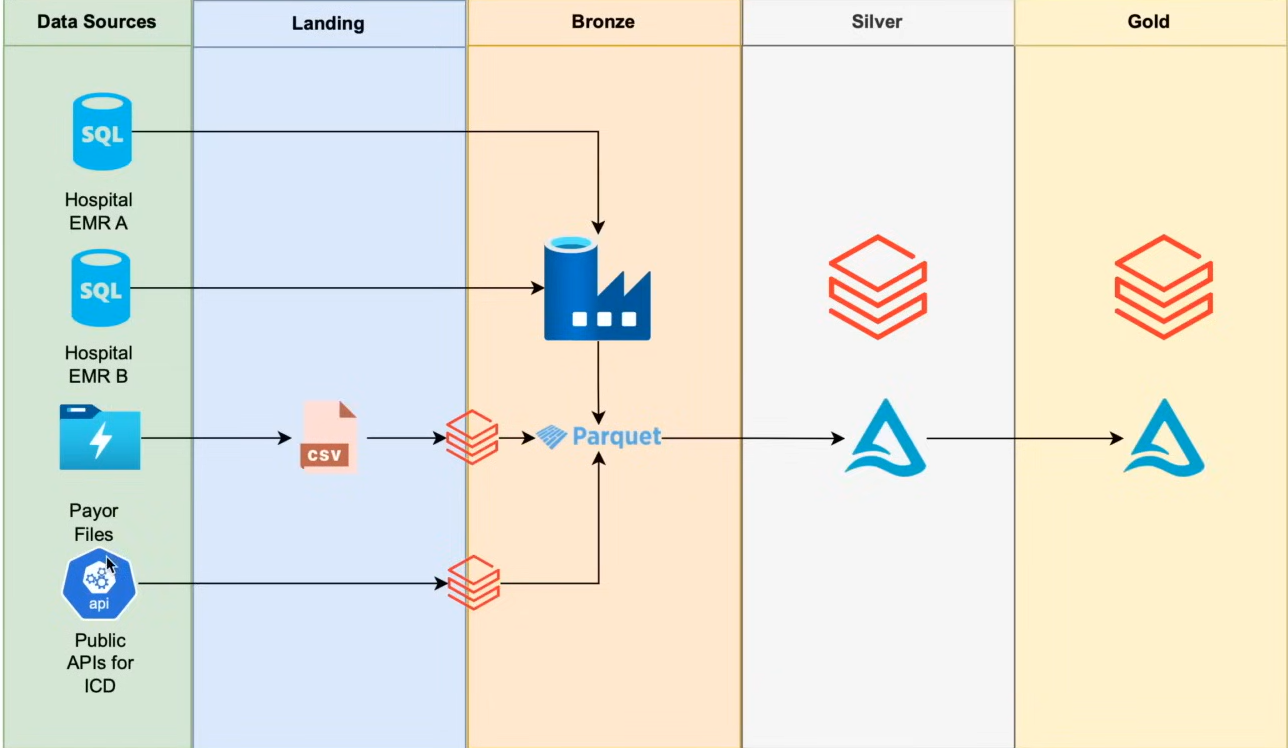 Data Sources
Landing
Bronze
Silver
Gold
SQL
Hospital
EMR A
SQL
Hospital
EMR B
CSV
Parquet
Payor
Files
api
Public
APIs for
ICD